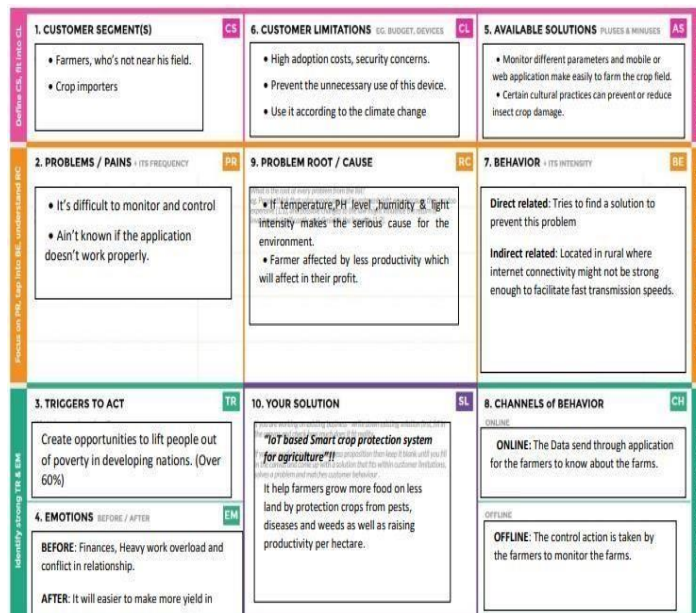 Define CS, fit into CL
1. CUSTOMER SEGMENT(S)
CS
• Farmers, who's not near his field.
• Crop importers
6. CUSTOMER LIMITATIONS EG. BUDGET, DEVICES
CL
• High adoption costs, security concerns.
• Prevent the unnecessary use of this device.
• Use it according to the climate change
5. AVAILABLE SOLUTIONS PLUSES & MINUSES
AS
• Monitor different parameters and mobile or
web application make easily to farm the crop field.
• Certain cultural practices can prevent or reduce
insect crop damage.
Focus on PR, tap into BE, understand RC
2. PROBLEMS / PAINS + ITS FREQUENCY
PR
• It's difficult to monitor and control
• Ain't known if the application
doesn't work properly.
9. PROBLEM ROOT / CAUSE
RC
• If temperature,PH level ,humidity & light
intensity makes the serious cause for the
environment.
• Farmer affected by less productivity which
will affect in their profit.
7. BEHAVIOR + ITS INTENSITY
BE
Direct related: Tries to find a solution to
prevent this problem
Indirect related: Located in rural where
internet connectivity might not be strong
enough to facilitate fast transmission speeds.
Identify strong TR & EM
3. TRIGGERS TO ACT
TR
Create opportunities to lift people out
of poverty in developing nations. (Over
60%)
4. EMOTIONS BEFORE / AFTER
EM
BEFORE: Finances, Heavy work overload and
conflict in relationship.
AFTER: It will easier to make more yield in
10. YOUR SOLUTION
SL
"IoT based Smart crop protection system
for agriculture"!!
It help farmers grow more food on less
land by protection crops from pests,
diseases and weeds as well as raising
productivity per hectare.
8. CHANNELS of BEHAVIOR
CH
ONLINE
ONLINE: The Data send through application
for the farmers to know about the farms.
OFFLINE
OFFLINE: The control action is taken by
the farmers to monitor the farms.